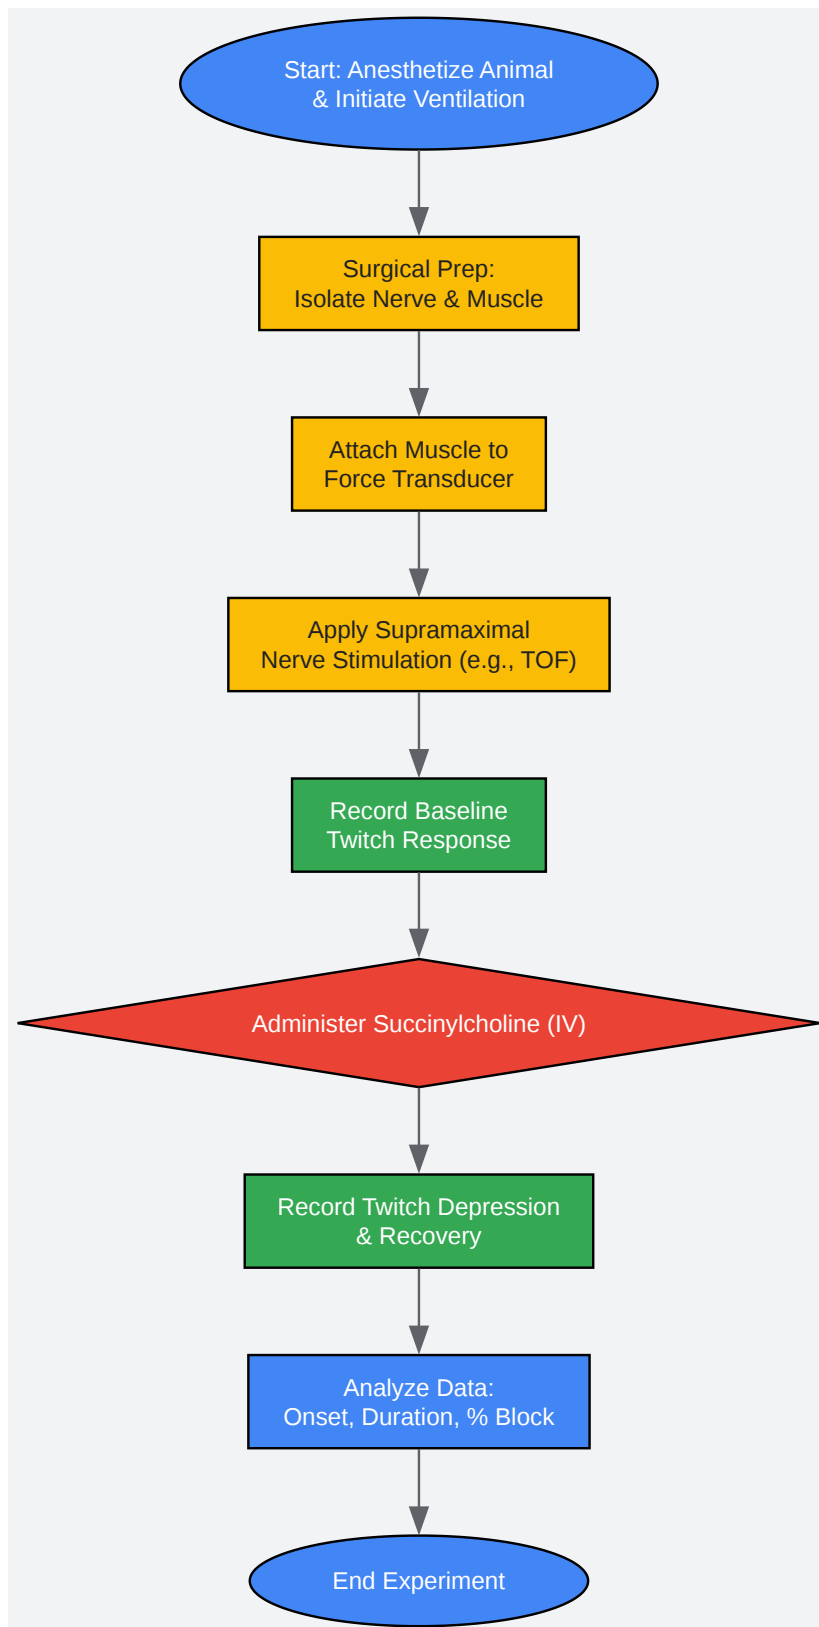 Start: Anesthetize Animal
& Initiate Ventilation
Surgical Prep:
Isolate Nerve & Muscle
Attach Muscle to
Force Transducer
Apply Supramaximal
Nerve Stimulation (e.g., TOF)
Record Baseline
Twitch Response
Administer Succinylcholine (IV)
Record Twitch Depression
& Recovery
Analyze Data:
Onset, Duration, % Block
End Experiment